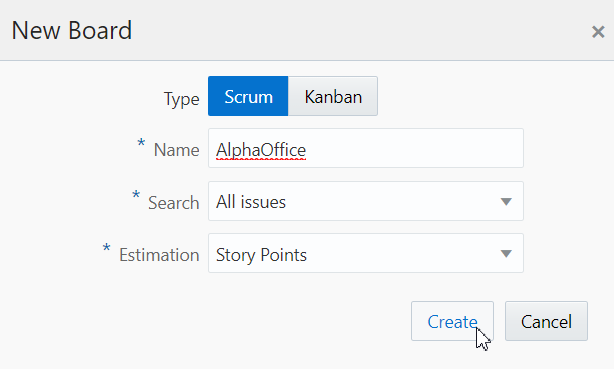 New Board ×
Type Scrum Kanban
* Name AlphaOffice
* Search All issues
* Estimation Story Points
Create Cancel